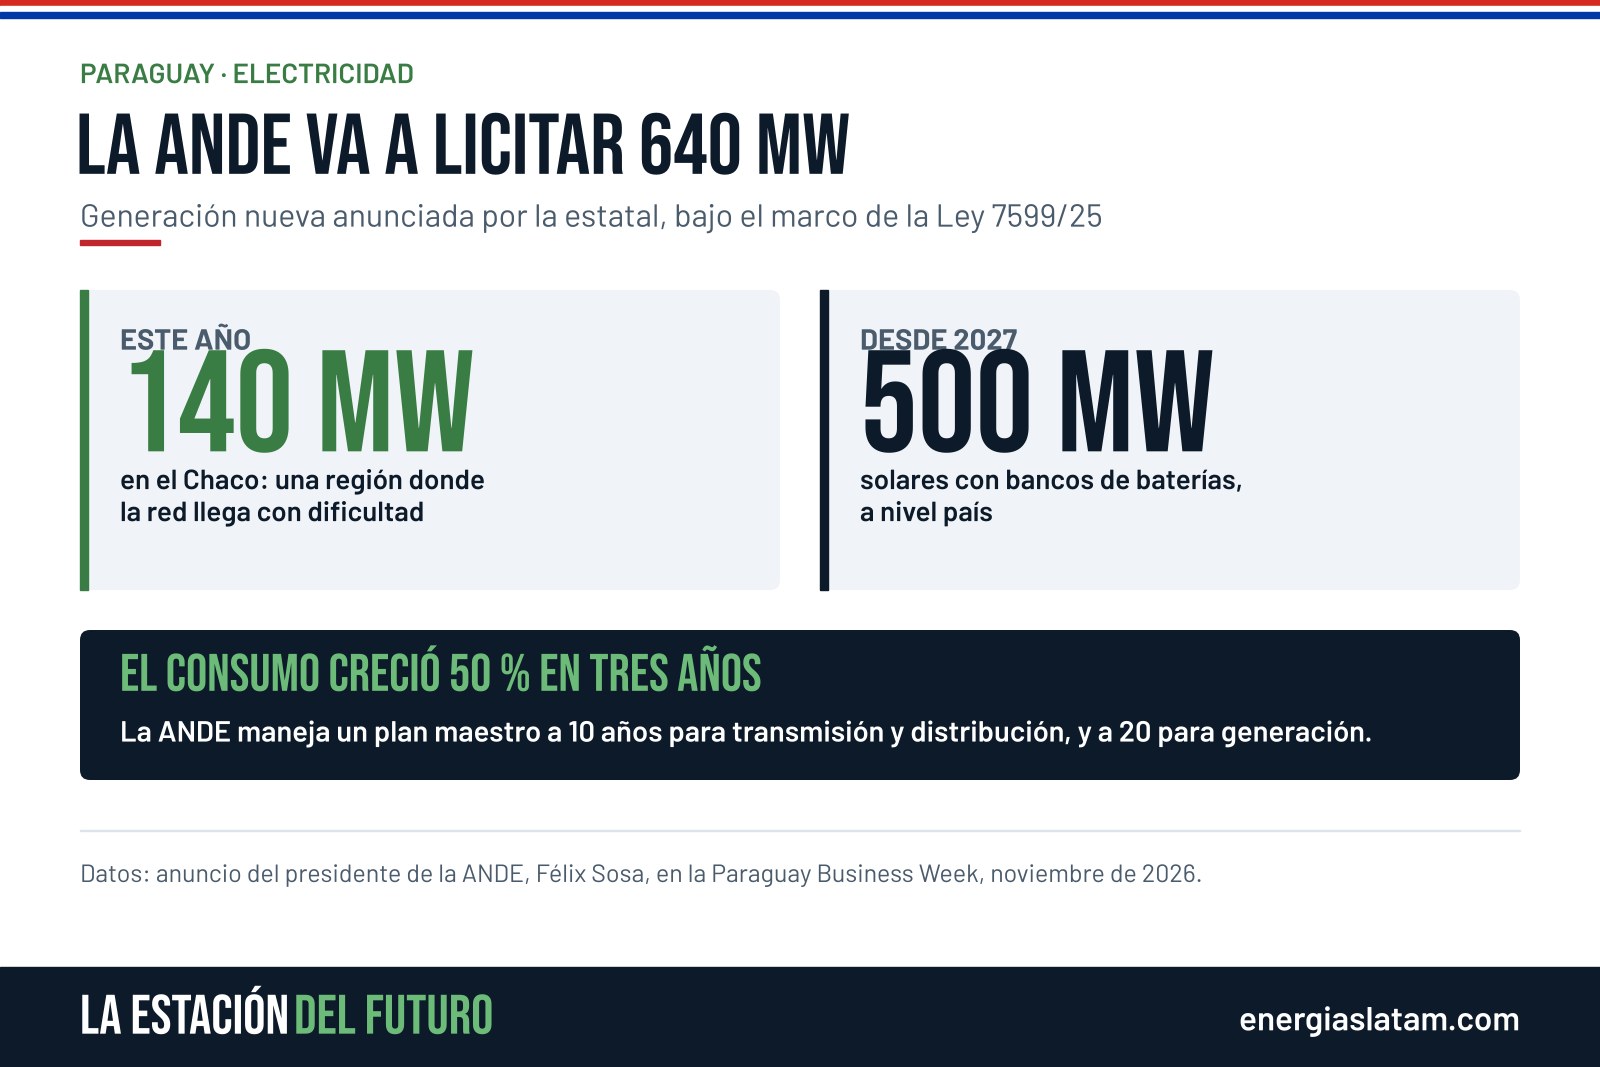 PARAGUAY · ELECTRICIDAD
LA ANDE VA A LICITAR 640 MW
Generación nueva anunciada por la estatal, bajo el marco de la Ley 7599/25
ESTE AÑO
140 MW
en el Chaco: una región donde
la red llega con dificultad
DESDE 2027
500 MW
solares con bancos de baterías,
a nivel país
EL CONSUMO CRECIÓ 50 % EN TRES AÑOS
La ANDE maneja un plan maestro a 10 años para transmisión y distribución, y a 20 para generación.
Datos: anuncio del presidente de la ANDE, Félix Sosa, en la Paraguay Business Week, noviembre de 2026.
LA ESTACIÓN DEL FUTURO
energiaslatam.com